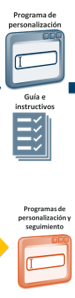 Programa de
personalización
Guía e
instructivos
Programas de
personalización y
seguimiento